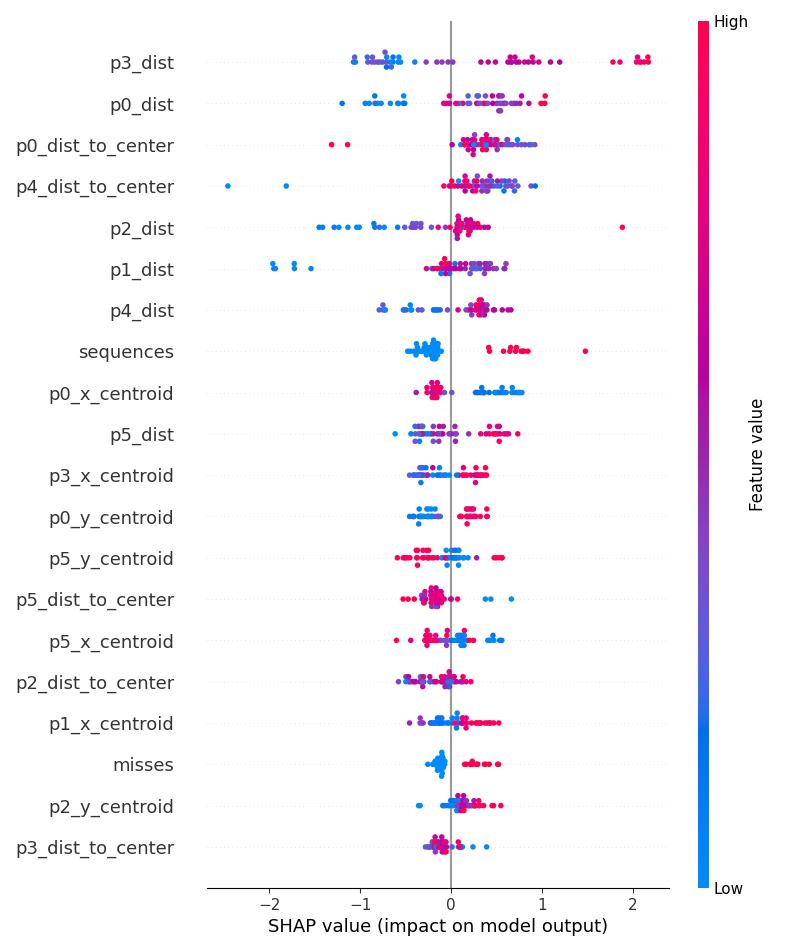 High
p3_dist
p0_dist
p0_dist_to_center
p4_dist_to_center
p2_dist
p1_dist
p4_dist
sequences
p0_x_centroid
p5_dist
p3_x_centroid
p0_y_centroid
p5_y_centroid
p5_dist_to_center
p5_x_centroid
p2_dist_to_center
p1_x_centroid
misses
p2_y_centroid
p3_dist_to_center
Feature value
Low
−2 −1 0 1 2
SHAP value (impact on model output)